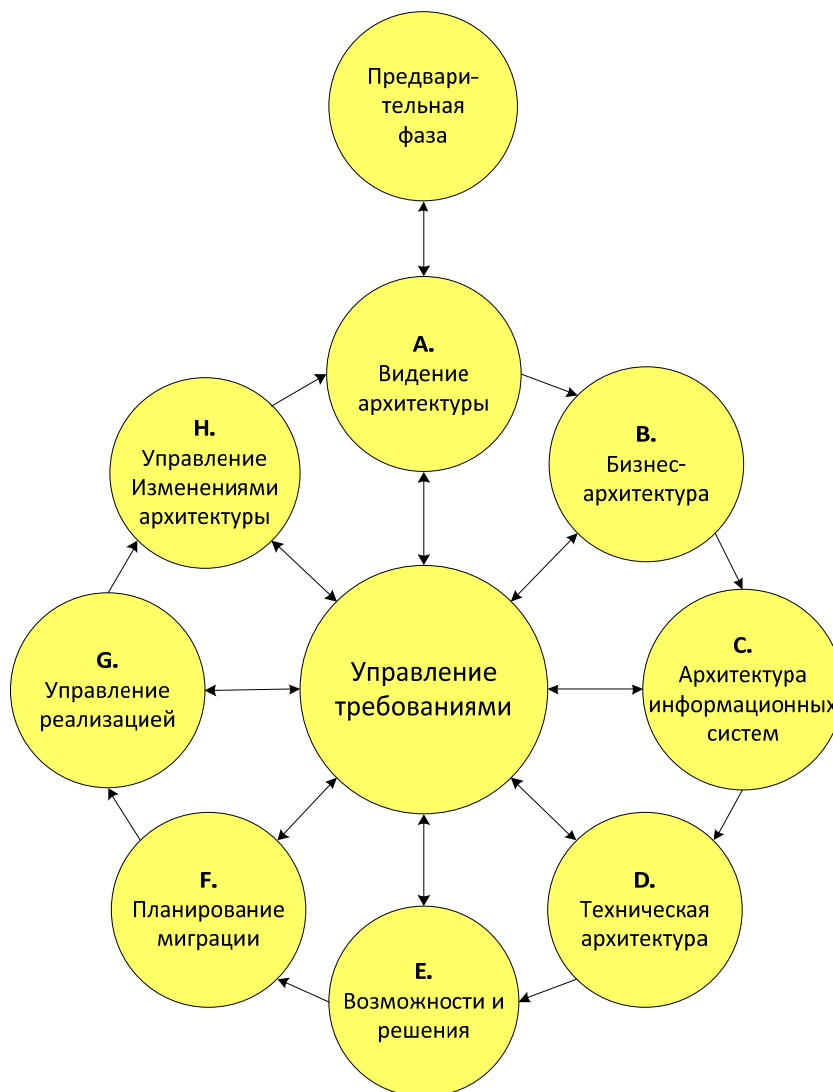 Предвари-
тельная
фаза
A.
Видение
архитектуры
B.
Бизнес-
архитектура
C.
Архитектура
информационных
систем
D.
Техническая
архитектура
E.
Возможности и
решения
F.
Планирование
миграции
G.
Управление
реализацией
H.
Управление
Изменениями
архитектуры
Управление
требованиями